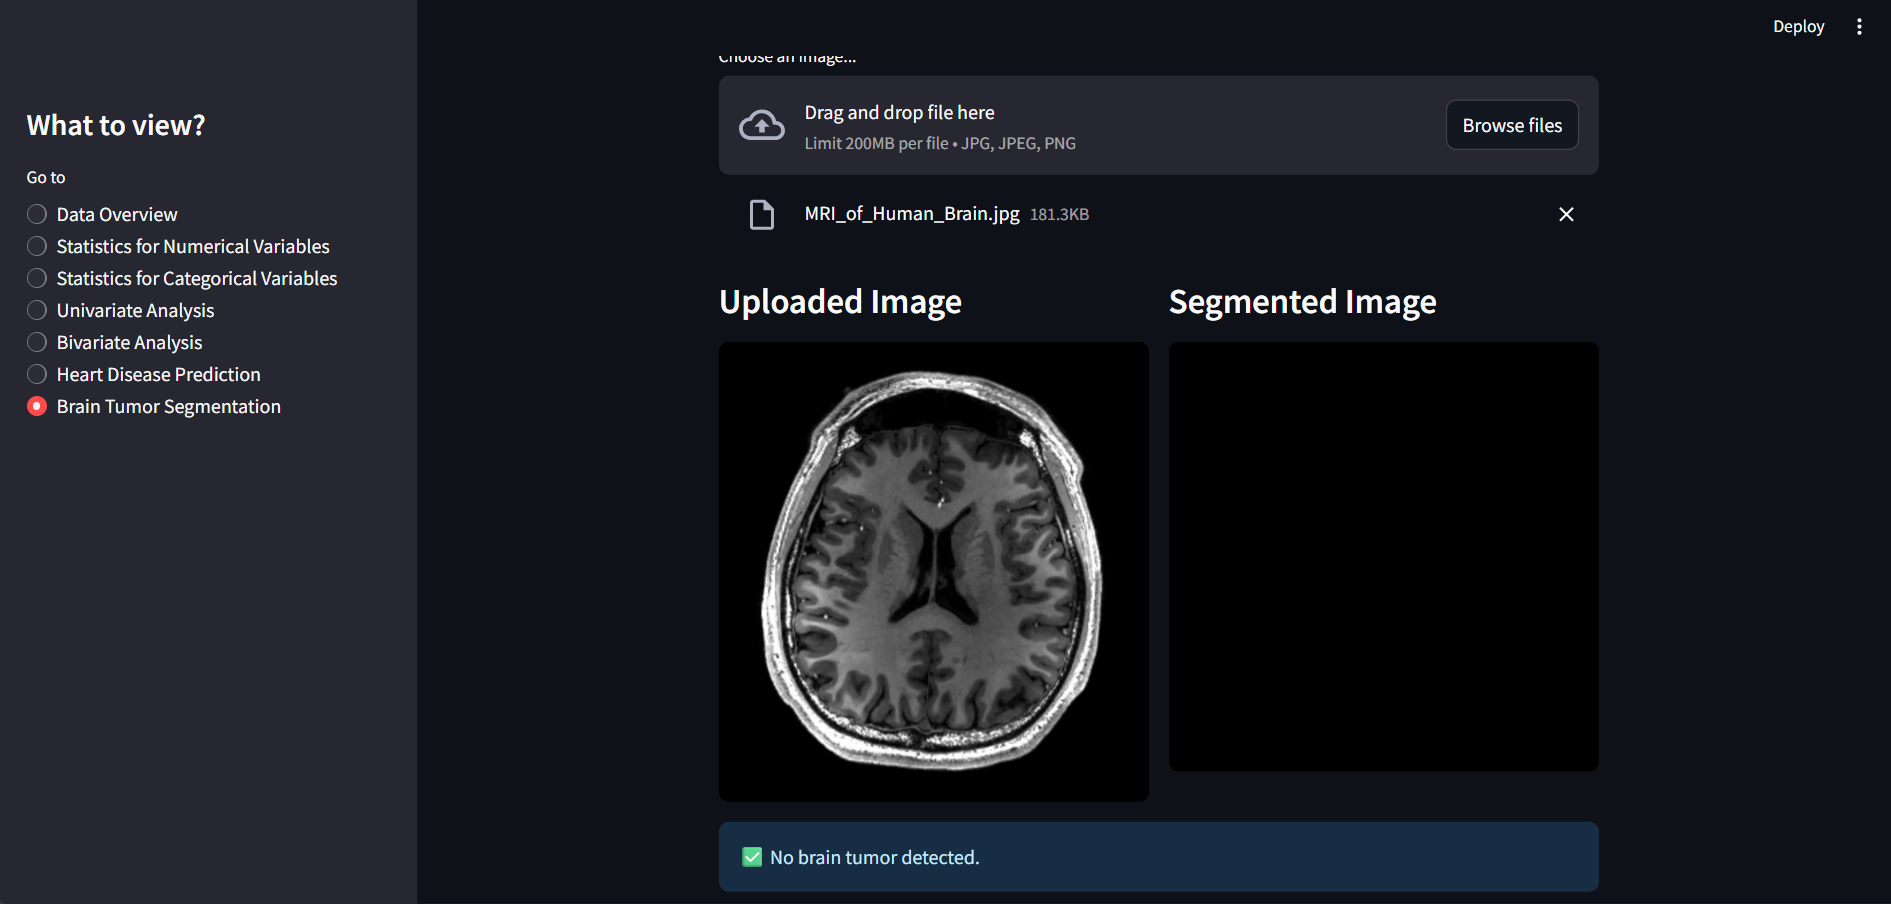 Deploy
What to view?
Go to
Data Overview
Statistics for Numerical Variables
Statistics for Categorical Variables
Univariate Analysis
Bivariate Analysis
Heart Disease Prediction
Brain Tumor Segmentation
Choose an image...
Drag and drop file here
Limit 200MB per file • JPG, JPEG, PNG
Browse files
MRI_of_Human_Brain.jpg 181.3KB
Uploaded Image
Segmented Image
✅ No brain tumor detected.